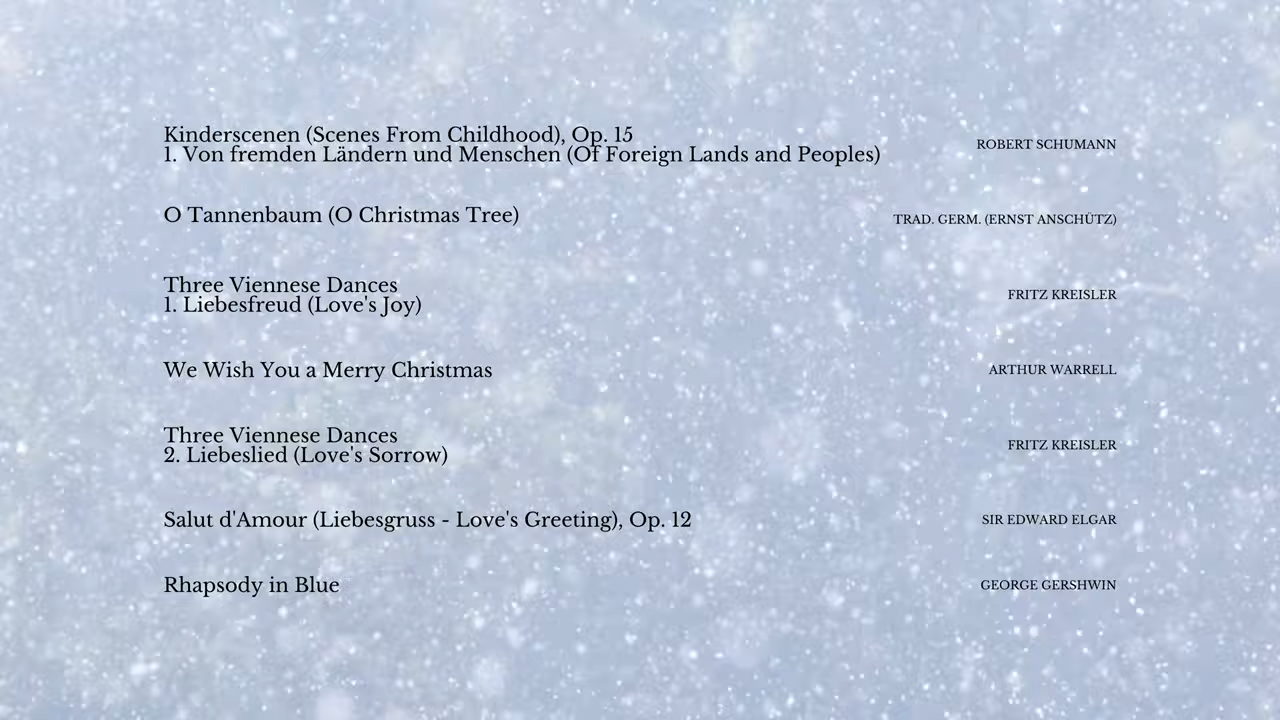 Kinderscenen (Scenes From Childhood), Op. 15
1. Von fremden Ländern und Menschen (Of Foreign Lands and Peoples)
ROBERT SCHUMANN
O Tannenbaum (O Christmas Tree)
TRAD. GERM. (ERNST ANSCHÜTZ)
Three Viennese Dances
1. Liebesfreud (Love's Joy)
FRITZ KREISLER
We Wish You a Merry Christmas
ARTHUR WARRELL
Three Viennese Dances
2. Liebeslied (Love's Sorrow)
FRITZ KREISLER
Salut d'Amour (Liebesgruss - Love's Greeting), Op. 12
SIR EDWARD ELGAR
Rhapsody in Blue
GEORGE GERSHWIN